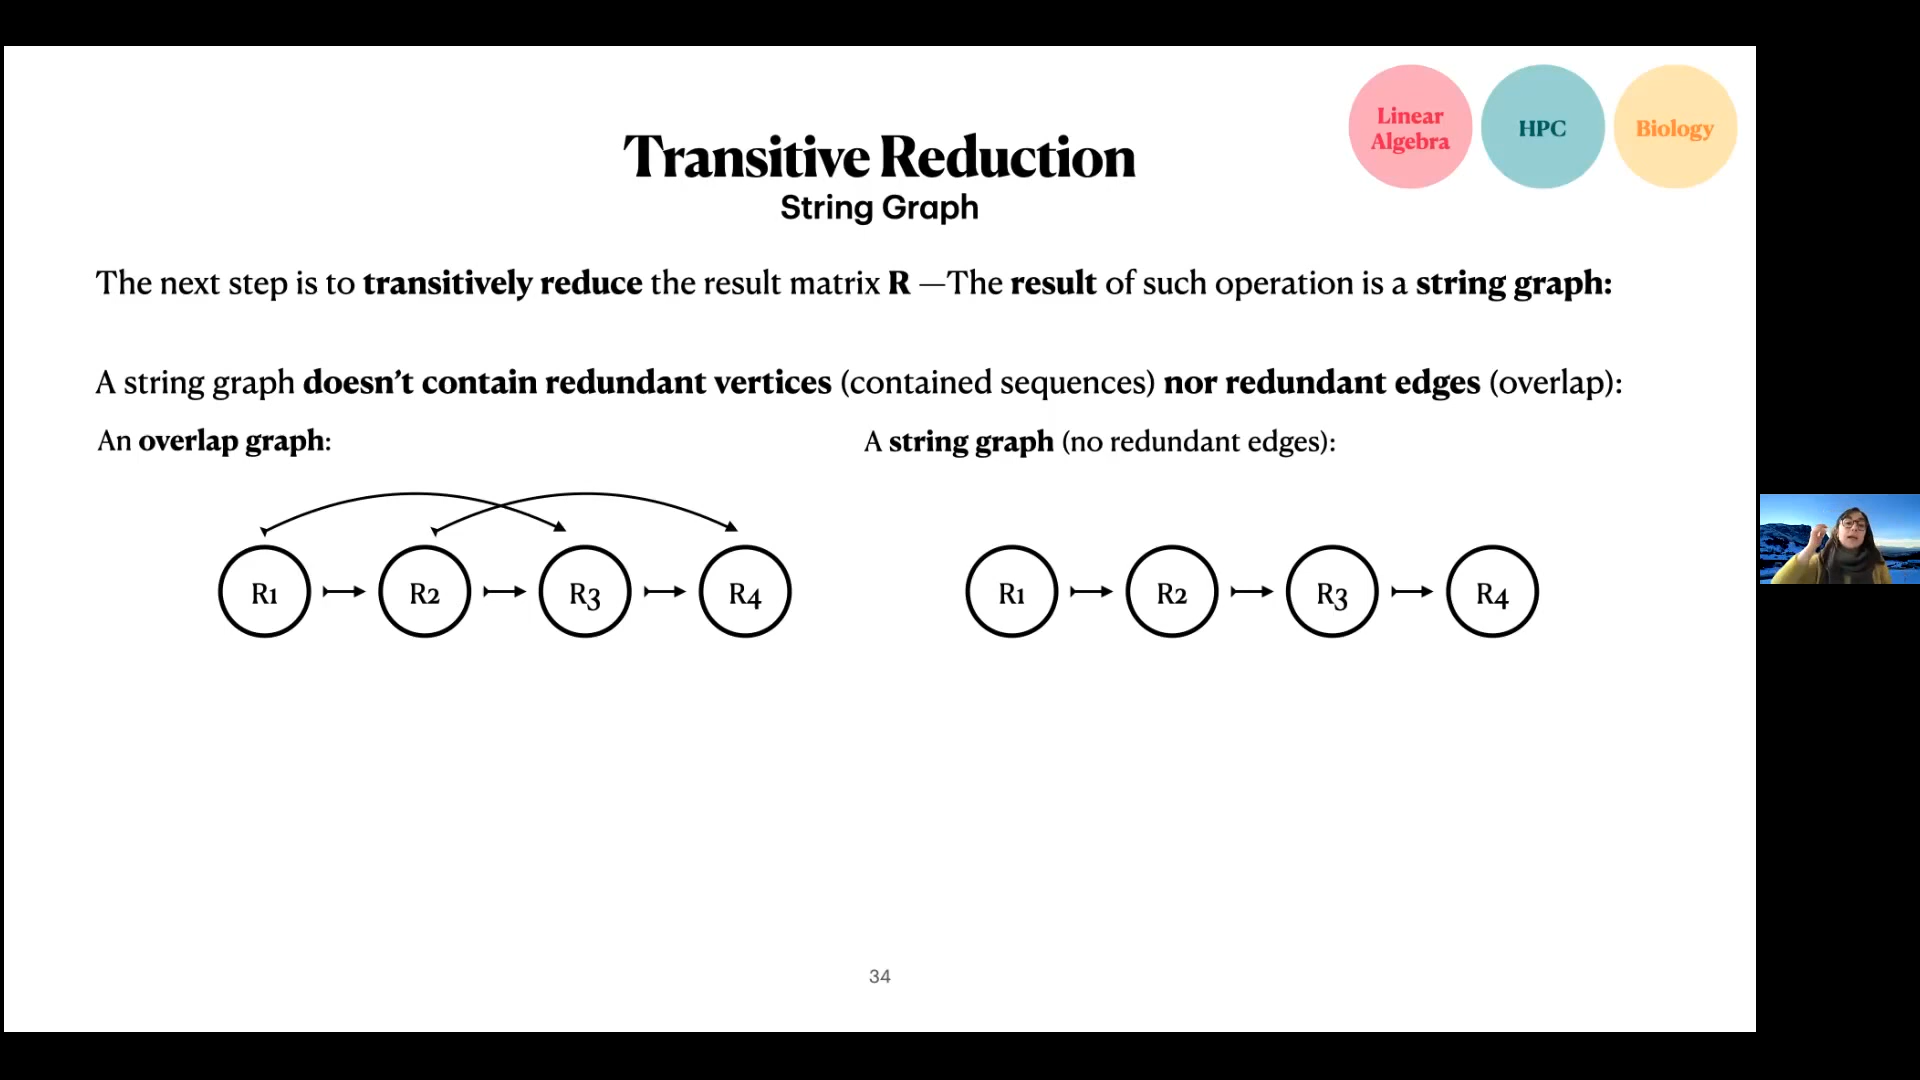 Linear
Algebra
HPC
Biology
Transitive Reduction
String Graph
The next step is to transitively reduce the result matrix R —The result of such operation is a string graph:
A string graph doesn’t contain redundant vertices (contained sequences) nor redundant edges (overlap):
An overlap graph:
A string graph (no redundant edges):
R1 R2 R3 R4
R1 R2 R3 R4
34